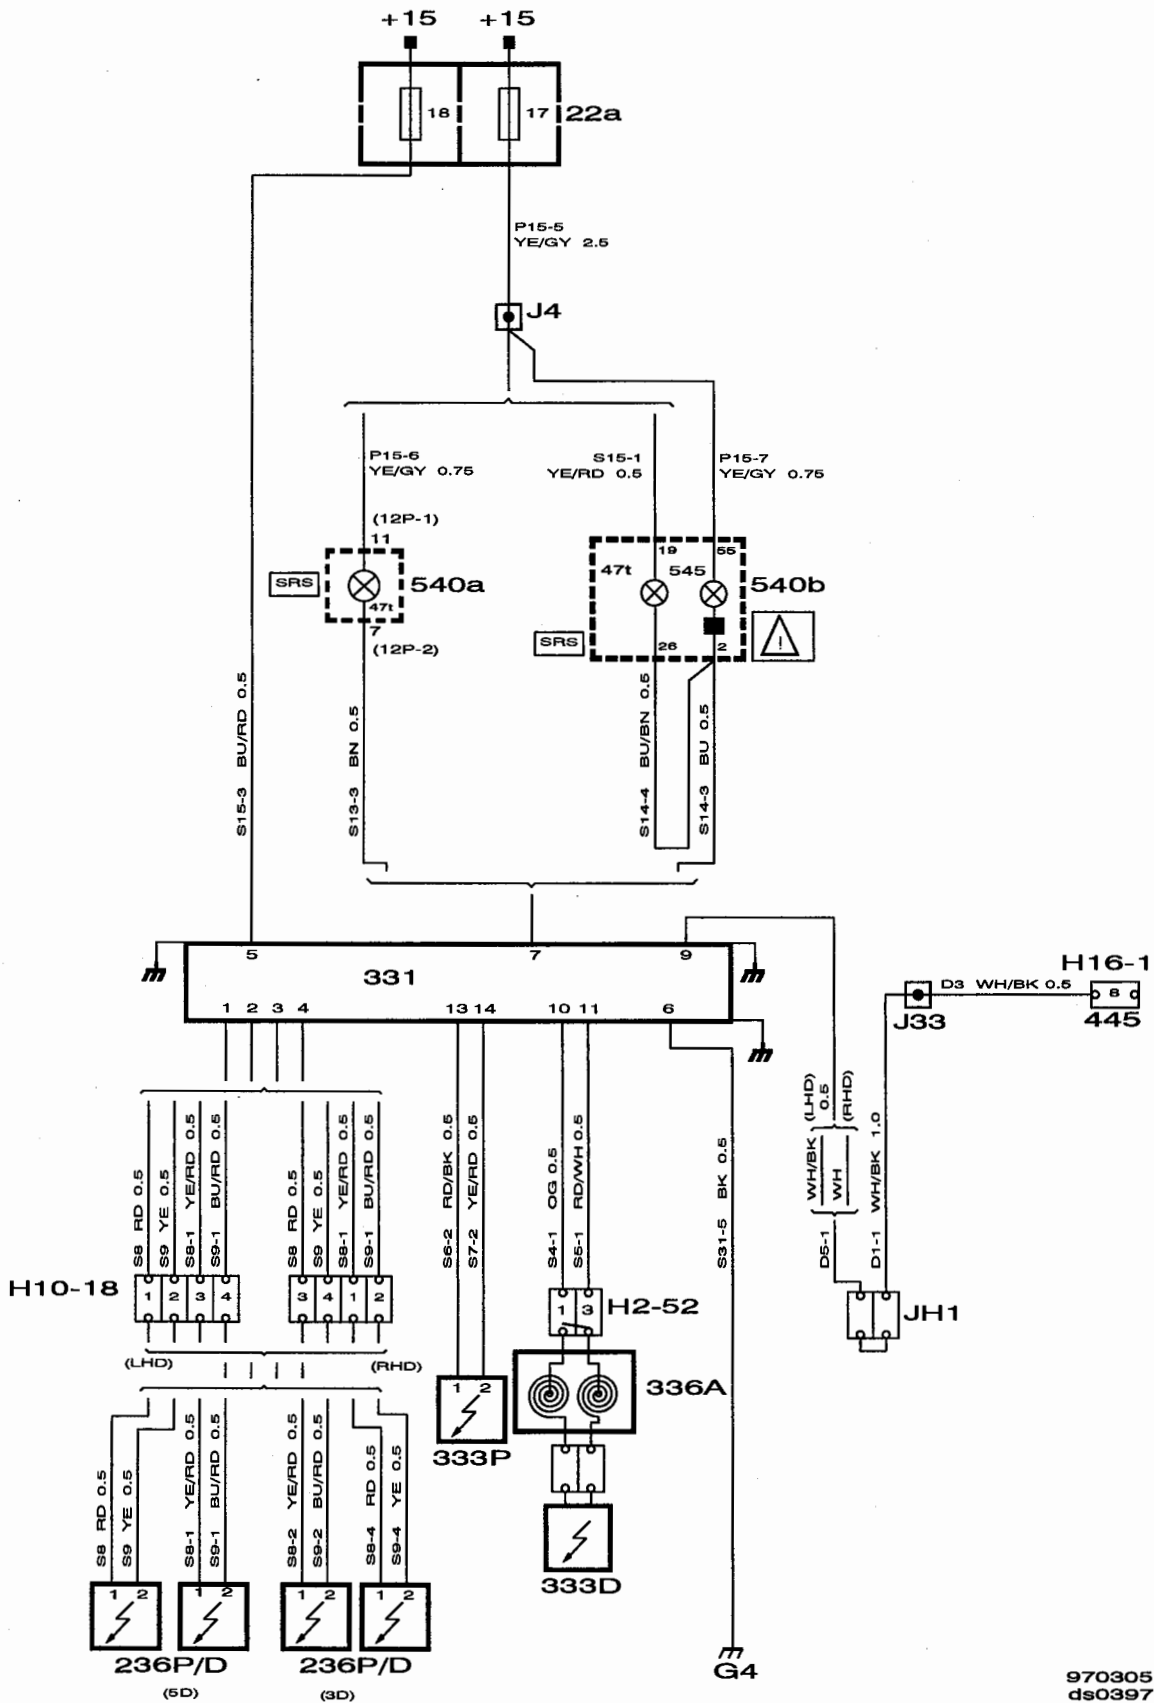 +15 +15
18 17 22a
P15-5
YE/GY 2.5
J4
P15-6
YE/GY 0.75
S15-1
YE/RD 0.5
P15-7
YE/GY 0.75
(12P-1)
11
19 55
SRS 540a
47t
47t 545 540b
7
(12P-2)
SRS
26 2
!
S15-3 BU/RD 0.5
S13-3 BN 0.5
S14-4 BU/BN 0.5
S14-3 BU 0.5
5 7 9
331
1 2 3 4 13 14 10 11 6
H16-1
D3 WH/BK 0.5
8
J33
445
(LHD)
0.5
(RHD)
WH/BK
WH
D5-1
D1-1 WH/BK 1.0
JH1
S8 RD 0.5
S9 YE 0.5
S8-1 YE/RD 0.5
S9-1 BU/RD 0.5
S8 RD 0.5
S9 YE 0.5
S8-1 YE/RD 0.5
S9-1 BU/RD 0.5
S6-2 RD/BK 0.5
S7-2 YE/RD 0.5
S4-1 OG 0.5
S5-1 RD/WH 0.5
S31-5 BK 0.5
H10-18
1 2 3 4 3 4 1 2
1 3 H2-52
(LHD) (RHD)
1 2
333P
336A
333D
S8 RD 0.5
S9 YE 0.5
S8-1 YE/RD 0.5
S9-1 BU/RD 0.5
S8-2 YE/RD 0.5
S9-2 BU/RD 0.5
S8-4 RD 0.5
S9-4 YE 0.5
1 2 1 2 1 2 1 2
236P/D 236P/D
(5D) (3D)
G4
970305
ds0397